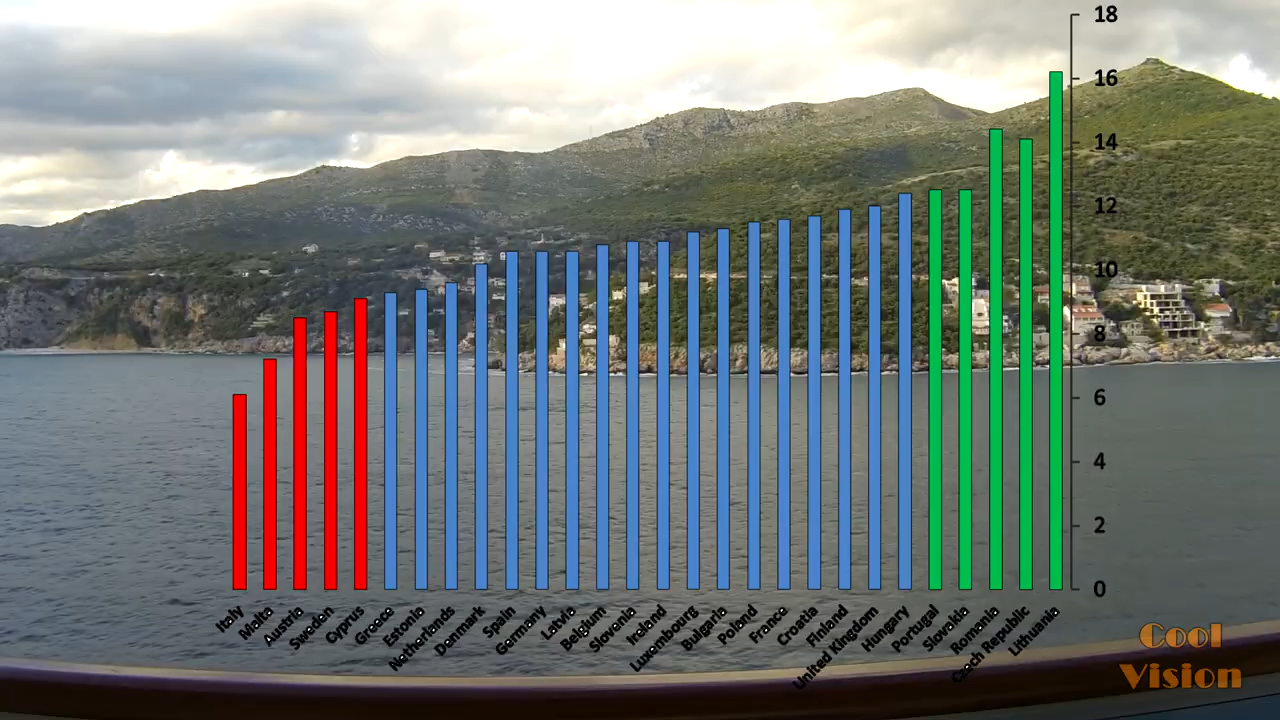 18
16
14
12
10
8
6
4
2
0
Italy
Malta
Austria
Sweden
Cyprus
Greece
Estonia
Netherlands
Denmark
Spain
Germany
Latvia
Belgium
Slovenia
Ireland
Luxembourg
Bulgaria
Poland
France
Croatia
Finland
United Kingdom
Hungary
Portugal
Slovakia
Romania
Czech Republic
Lithuania
Cool
Vision